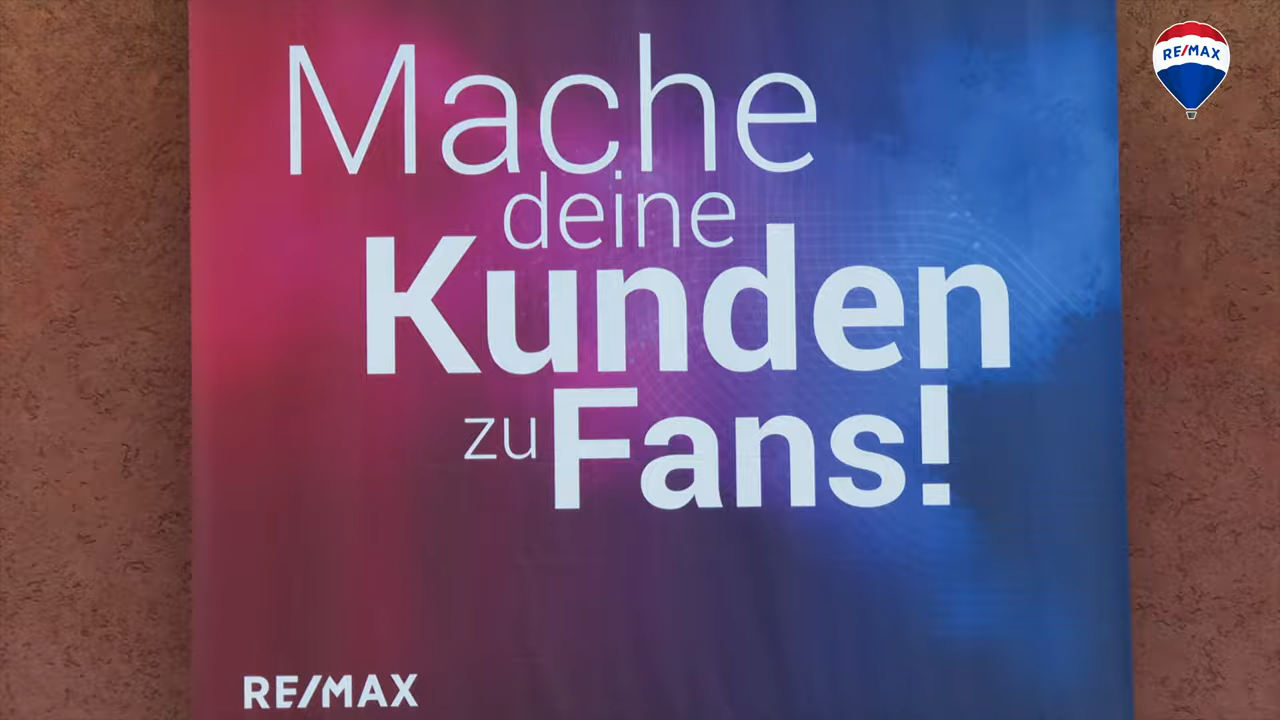 Mache
deine
Kunden
zu Fans!
RE/MAX
RE/MAX